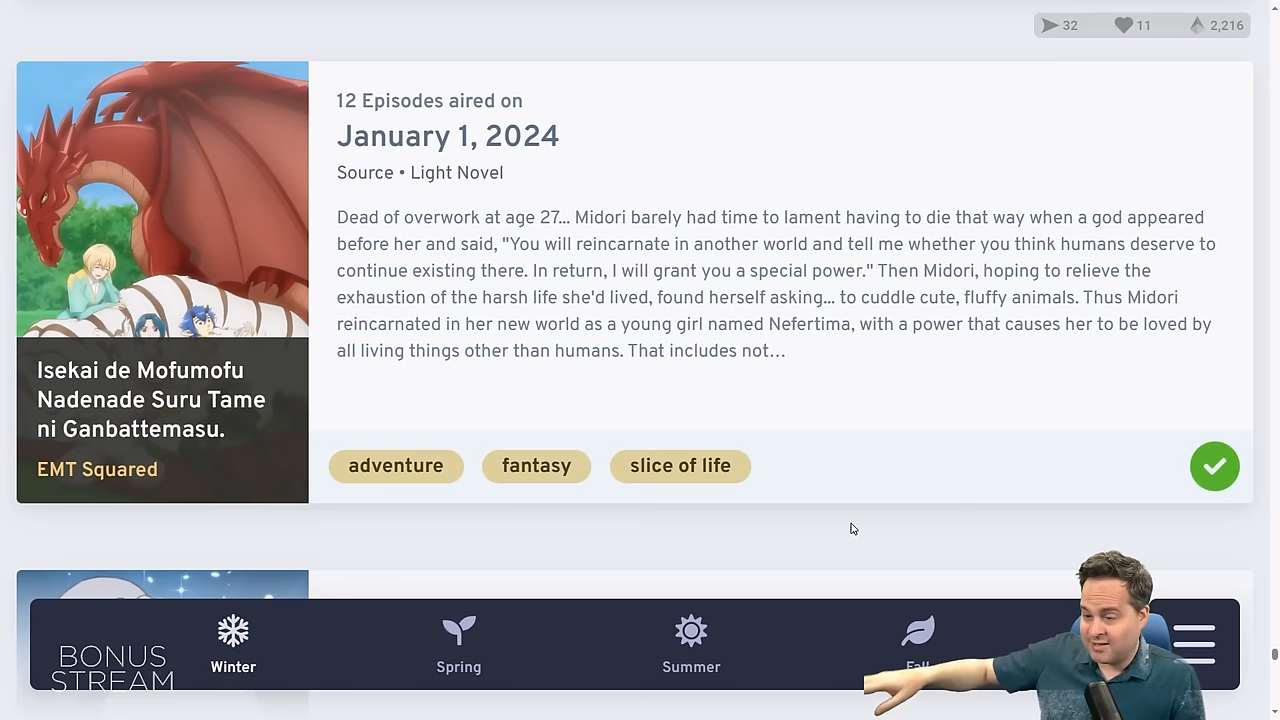 32 11 2,216
12 Episodes aired on
January 1, 2024
Source • Light Novel
Dead of overwork at age 27... Midori barely had time to lament having to die that way when a god appeared
before her and said, "You will reincarnate in another world and tell me whether you think humans deserve to
continue existing there. In return, I will grant you a special power." Then Midori, hoping to relieve the
exhaustion of the harsh life she'd lived, found herself asking... to cuddle cute, fluffy animals. Thus Midori
reincarnated in her new world as a young girl named Nefertima, with a power that causes her to be loved by
all living things other than humans. That includes not…
Isekai de Mofumofu
Nadenade Suru Tame
ni Ganbattemasu.
EMT Squared
adventure fantasy slice of life
BONUS
STREAM
Winter Spring Summer Fall